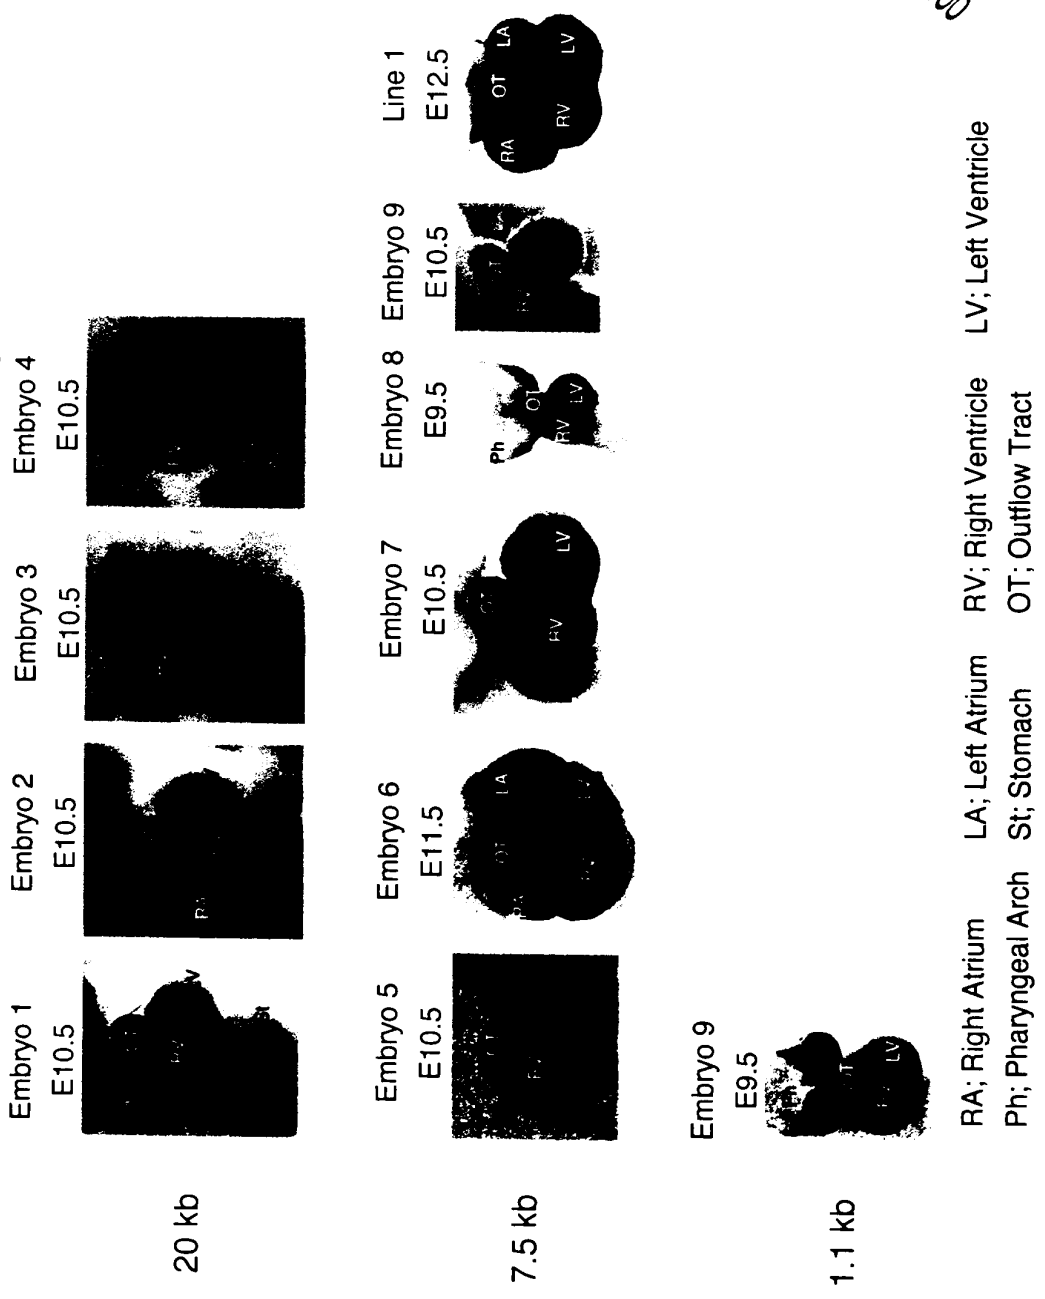 20 kb
Embryo 1
E10.5
RA
St
Embryo 2
E10.5
RA
Embryo 3
E10.5
Embryo 4
E10.5
7.5 kb
Embryo 5
E10.5
OT
Embryo 6
E11.5
RA
OT
LA
Embryo 7
E10.5
OT
RV
LV
Embryo 8
E9.5
Ph
OT
RV
LV
Embryo 9
E10.5
Line 1
E12.5
RA
OT
LA
RV
LV
1.1 kb
Embryo 9
E9.5
OT
LV
RA; Right Atrium LA; Left Atrium RV; Right Ventricle LV; Left Ventricle
Ph; Pharyngeal Arch St; Stomach OT; Outflow Tract